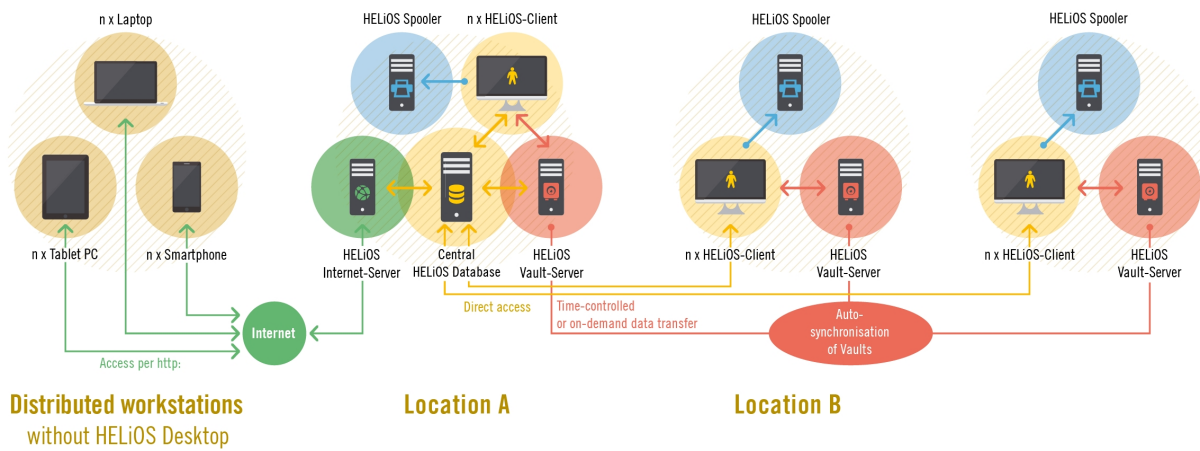 n x Laptop
HELiOS Spooler
n x HELiOS-Client
HELiOS Spooler
HELiOS Spooler
n x Tablet PC
n x Smartphone
HELiOS
Internet-Server
Central
HELiOS Database
HELiOS
Vault-Server
n x HELiOS-Client
HELiOS
Vault-Server
n x HELiOS-Client
HELiOS
Vault-Server
Direct access
Time-controlled
or on-demand data transfer
Internet
Auto-
synchronisation
of Vaults
Access per http:
Distributed workstations
without HELiOS Desktop
Location A
Location B